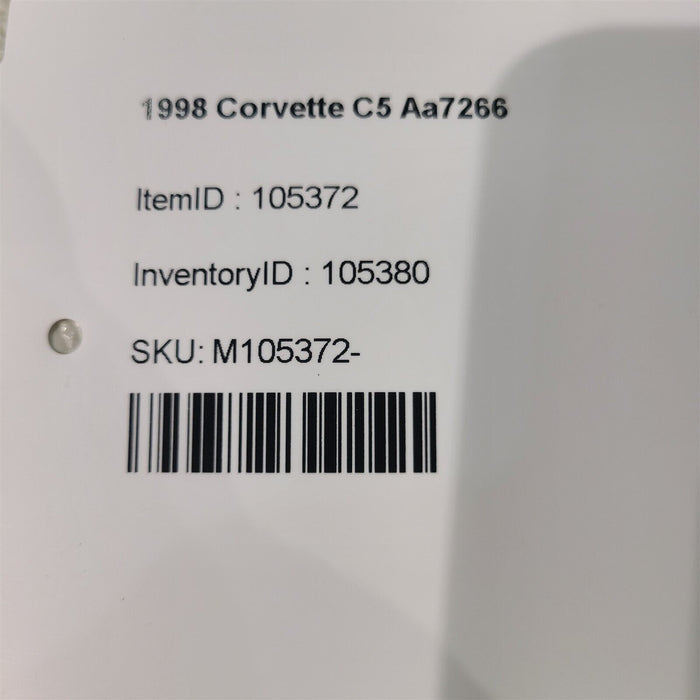 1998 Corvette C5 Aa7266
ItemID : 105372
InventoryID : 105380
SKU: M105372-